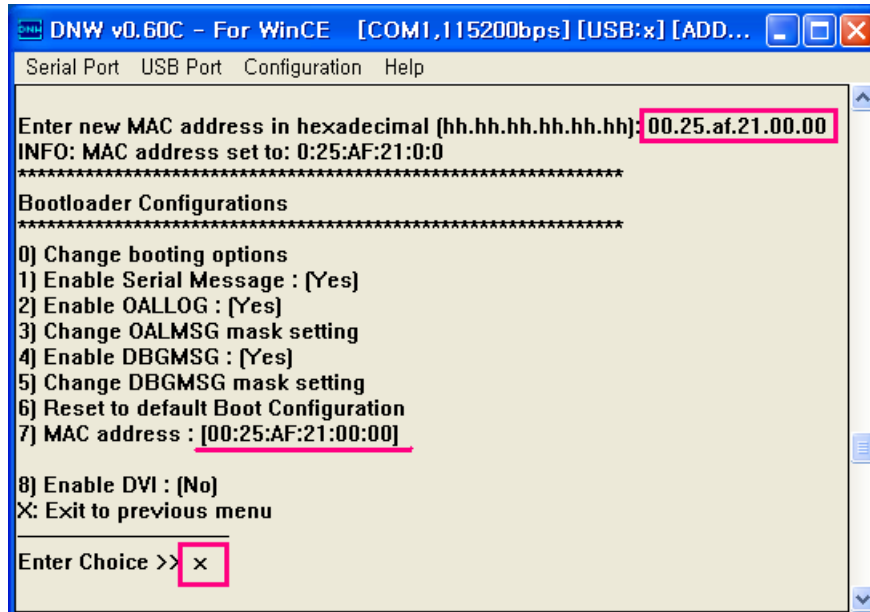 DNW v0.60C - For WinCE [COM1,115200bps] [USB:x] [ADD...
Serial Port USB Port Configuration Help
Enter new MAC address in hexadecimal (hh.hh.hh.hh.hh.hh): 00.25.af.21.00.00
INFO: MAC address set to: 0:25:AF:21:0:0
***************************************************************
Bootloader Configurations
***************************************************************
0) Change booting options
1) Enable Serial Message : (Yes)
2) Enable OALLOG : (Yes)
3) Change OALMSG mask setting
4) Enable DBGMSG : (Yes)
5) Change DBGMSG mask setting
6) Reset to default Boot Configuration
7) MAC address : [00:25:AF:21:00:00]
8) Enable DVI : (No)
X: Exit to previous menu
Enter Choice >> x